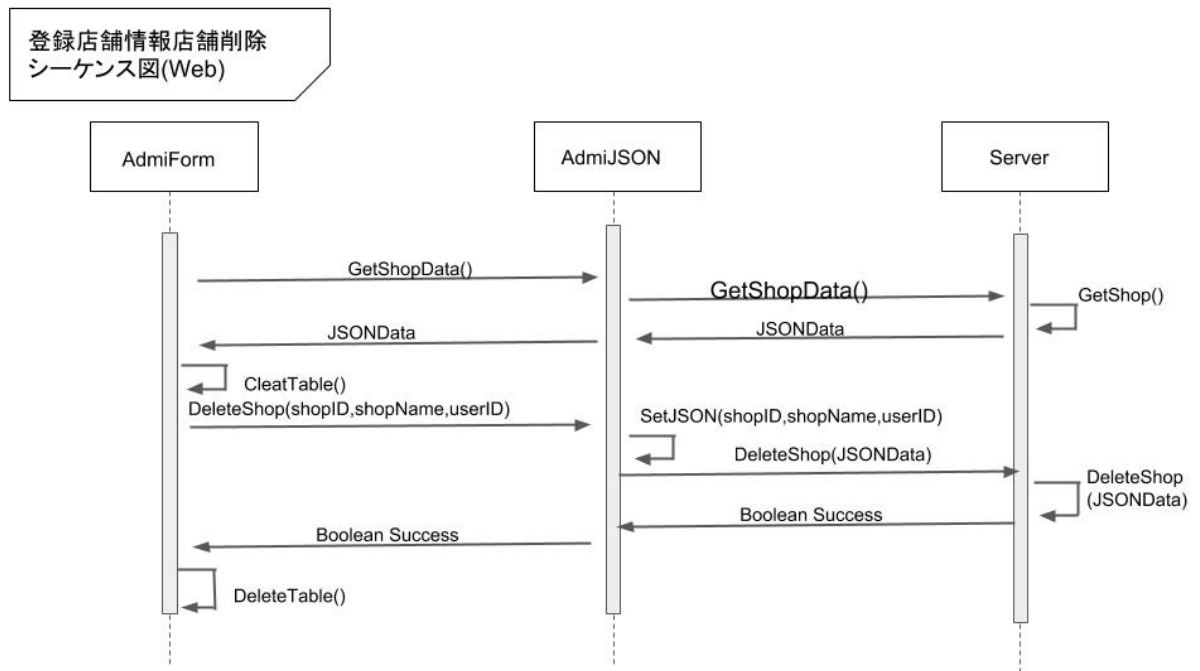 登録店舗情報店舗削除
シーケンス図(Web)
AdmiForm
AdmiJSON
Server
GetShopData()
GetShopData()
GetShop()
JSONData
JSONData
CleatTable()
DeleteShop(shopID,shopName,userID)
SetJSON(shopID,shopName,userID)
DeleteShop(JSONData)
DeleteShop
(JSONData)
Boolean Success
Boolean Success
DeleteTable()